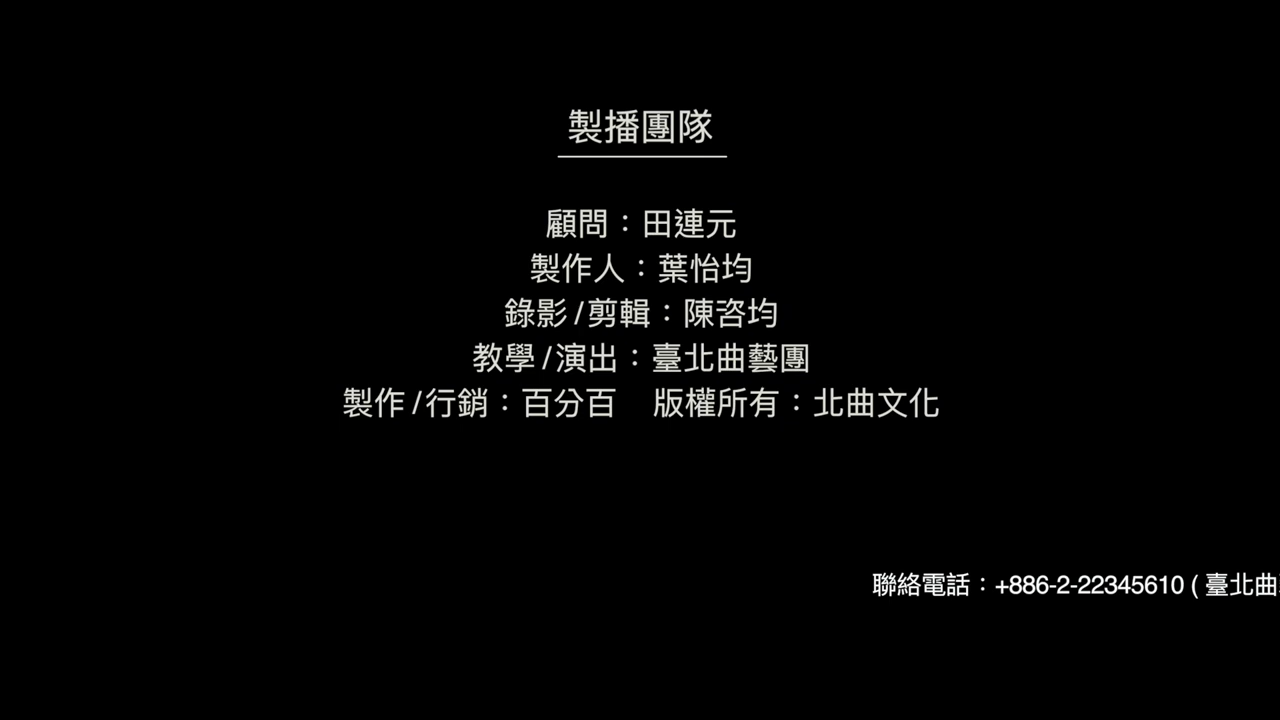 製播團隊
顧問：田連元
製作人：葉怡均
錄影/剪輯：陳咨均
教學/演出：臺北曲藝團
製作/行銷：百分百　版權所有：北曲文化
聯絡電話：+886-2-22345610 ( 臺北曲